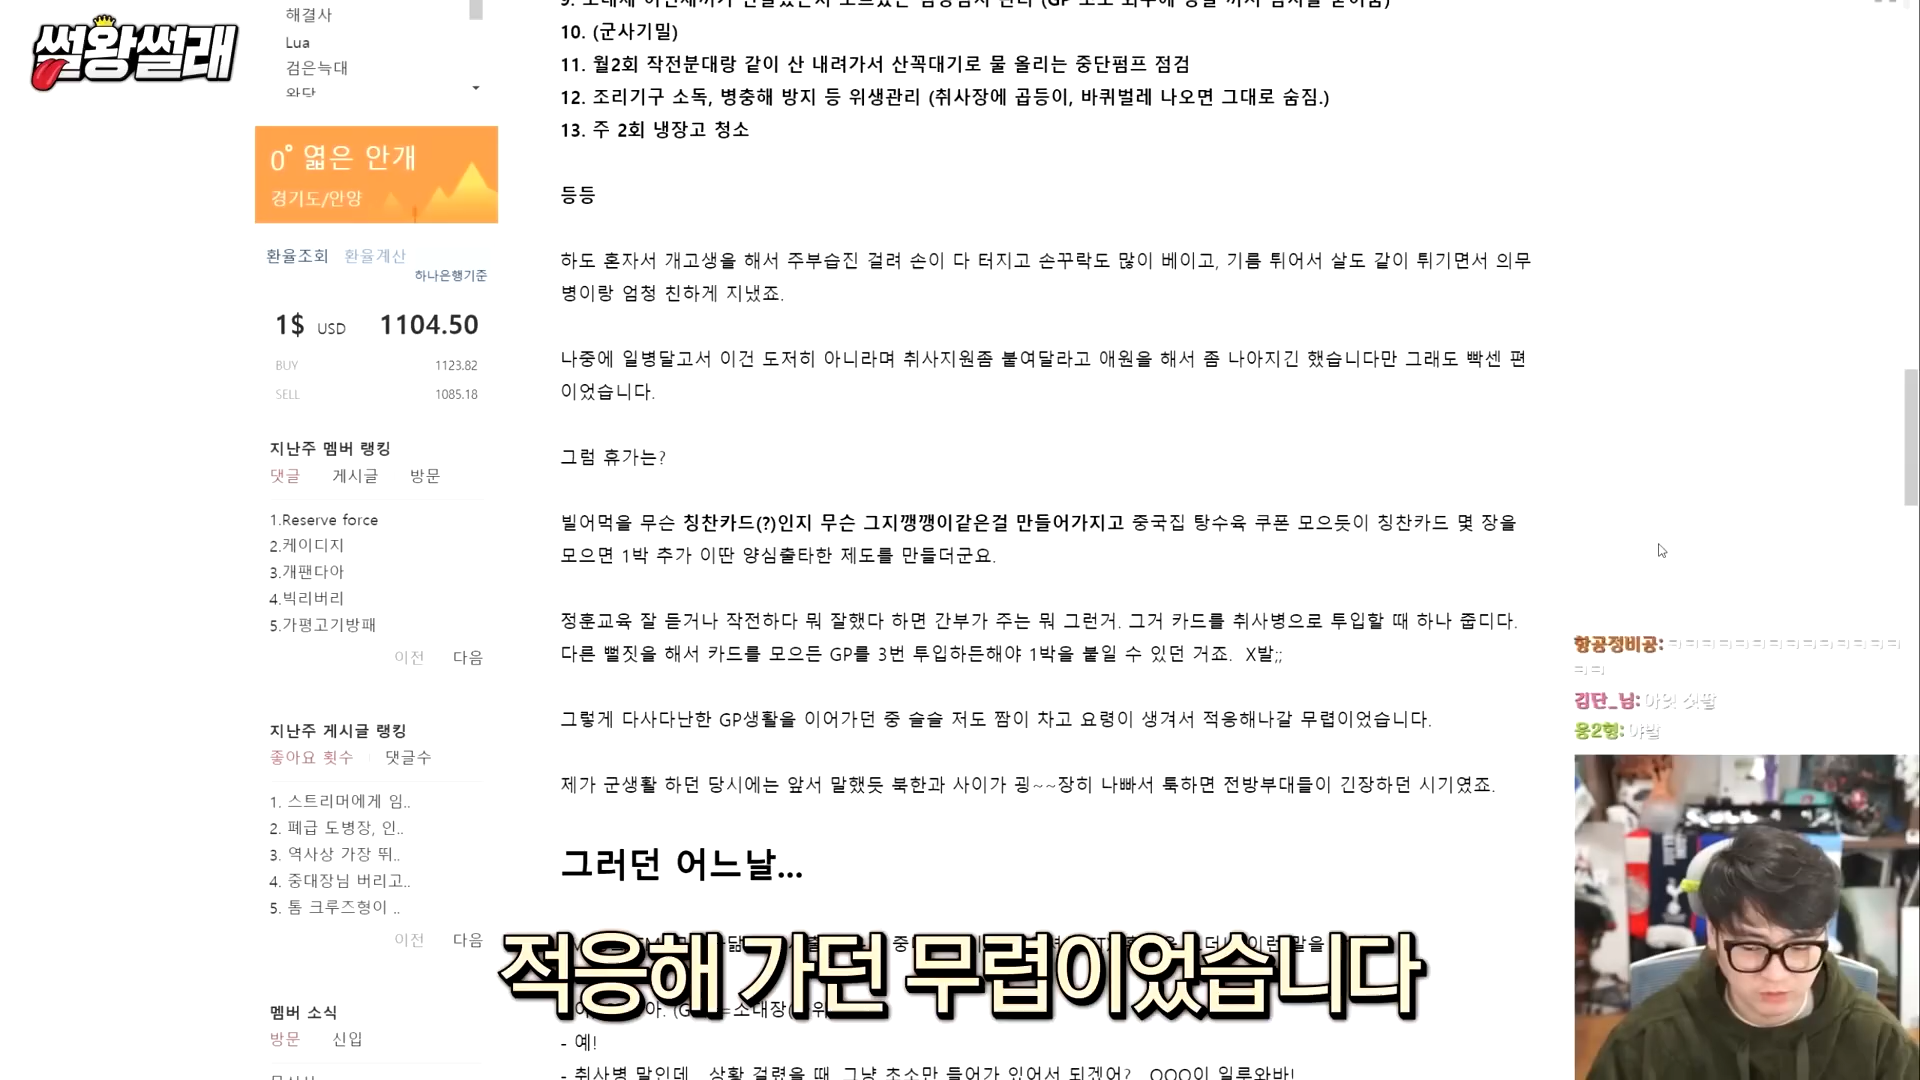 썰왕썰래
해결사
Lua
검은늑대
와당
0° 엷은 안개
경기도/안양
환율조회 환율계산
하나은행기준
1$ USD 1104.50
BUY 1123.82
SELL 1085.18
지난주 멤버 랭킹
댓글 게시글 방문
1.Reserve force
2.케이디지
3.개팬다아
4.빅리버리
5.가평고기방패
이전 다음
지난주 게시글 랭킹
좋아요 횟수 댓글수
1. 스트리머에게 임..
2. 폐급 도병장, 인..
3. 역사상 가장 뛰..
4. 중대장님 버리고..
5. 톰 크루즈형이 ..
이전 다음
멤버 소식
방문 신입
10. (군사기밀)
11. 월2회 작전분대랑 같이 산 내려가서 산꼭대기로 물 올리는 중단펌프 점검
12. 조리기구 소독, 병충해 방지 등 위생관리 (취사장에 곱등이, 바퀴벌레 나오면 그대로 숨짐.)
13. 주 2회 냉장고 청소
등등
하도 혼자서 개고생을 해서 주부습진 걸려 손이 다 터지고 손꾸락도 많이 베이고, 기름 튀어서 살도 같이 튀기면서 의무
병이랑 엄청 친하게 지냈죠.
나중에 일병달고서 이건 도저히 아니라며 취사지원좀 붙여달라고 애원을 해서 좀 나아지긴 했습니다만 그래도 빡센 편
이었습니다.
그럼 휴가는?
빌어먹을 무슨 칭찬카드(?)인지 무슨 그지깽깽이같은걸 만들어가지고 중국집 탕수육 쿠폰 모으듯이 칭찬카드 몇 장을
모으면 1박 추가 이딴 양심출타한 제도를 만들더군요.
정훈교육 잘 듣거나 작전하다 뭐 잘했다 하면 간부가 주는 뭐 그런거. 그거 카드를 취사병으로 투입할 때 하나 줍디다.
다른 뻘짓을 해서 카드를 모으든 GP를 3번 투입하든해야 1박을 붙일 수 있던 거죠. X발;;
그렇게 다사다난한 GP생활을 이어가던 중 슬슬 저도 짬이 차고 요령이 생겨서 적응해나갈 무렵이었습니다.
제가 군생활 하던 당시에는 앞서 말했듯 북한과 사이가 굉~~장히 나빠서 툭하면 전방부대들이 긴장하던 시기였죠.
그러던 어느날...
적응해 가던 무렵이었습니다
- 예!
- 취사병 말인데.. 상황 걸렸을 때, 그냥 초소만 들어가 있어서 되겠어? OOO이 일루와바!
항공정비공: ㅋㅋㅋㅋㅋㅋㅋㅋㅋㅋㅋㅋㅋㅋ
ㅋㅋ
김단_님: 아잇 싯팔
웅2형: 야발